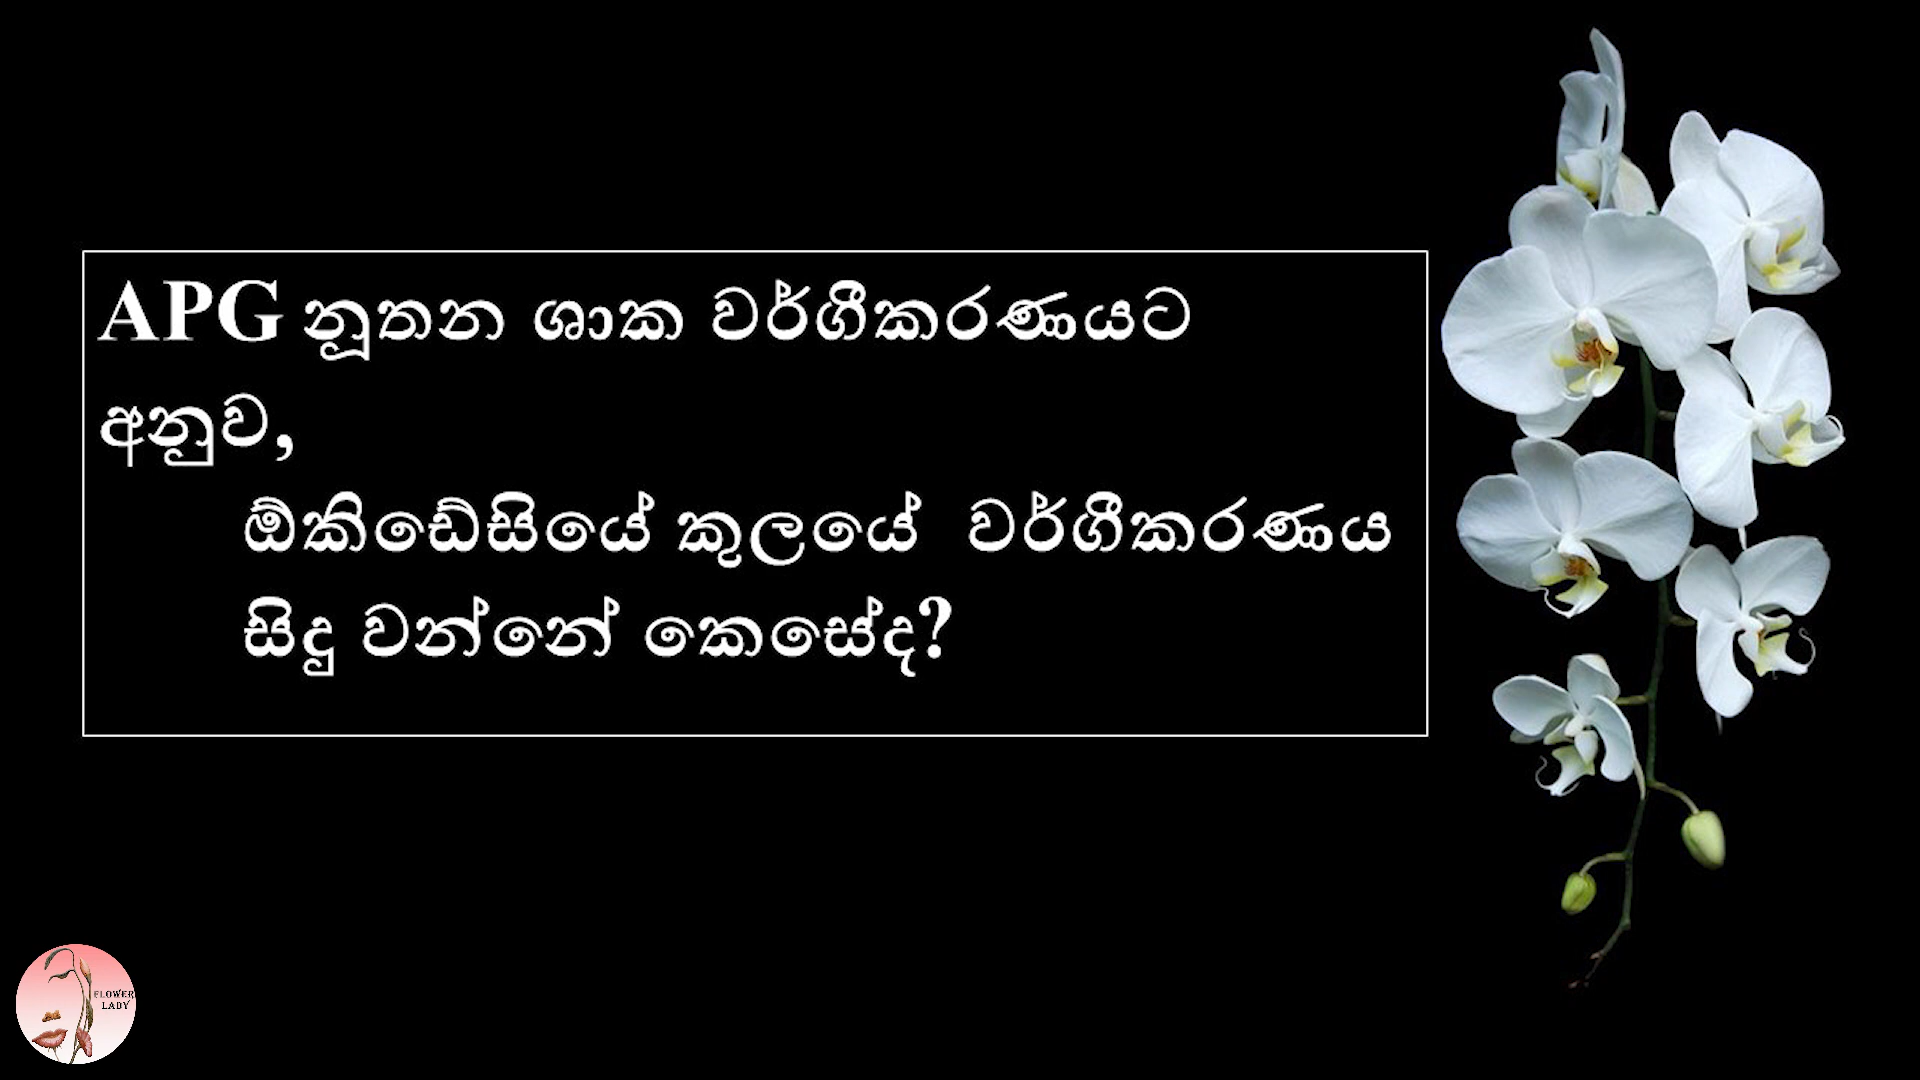 APG නූතන ශාක වර්ගීකරණයට
අනුව,
ඕකිඩේසියේ කුලයේ වර්ගීකරණය
සිදු වන්නේ කෙසේද?
FLOWER
LADY